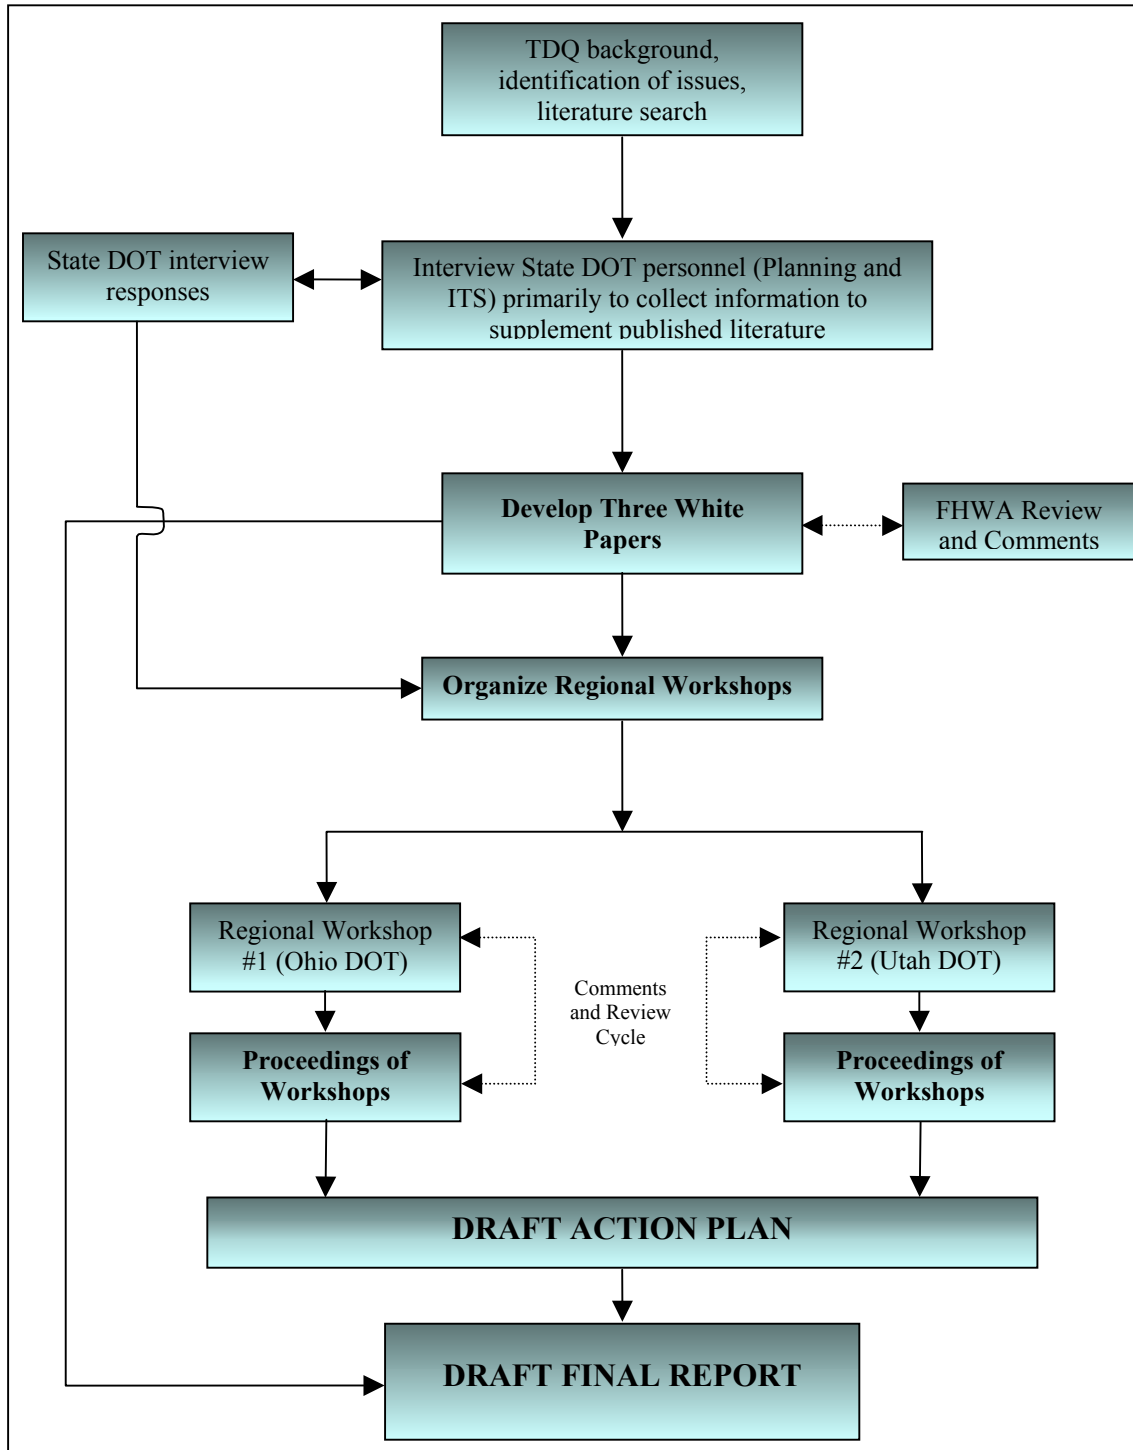 TDQ background,
identification of issues,
literature search
State DOT interview
responses
Interview State DOT personnel (Planning and
ITS) primarily to collect information to
supplement published literature
Develop Three White
Papers
FHWA Review
and Comments
Organize Regional Workshops
Regional Workshop
#1 (Ohio DOT)
Comments
and Review
Cycle
Regional Workshop
#2 (Utah DOT)
Proceedings of
Workshops
Proceedings of
Workshops
DRAFT ACTION PLAN
DRAFT FINAL REPORT